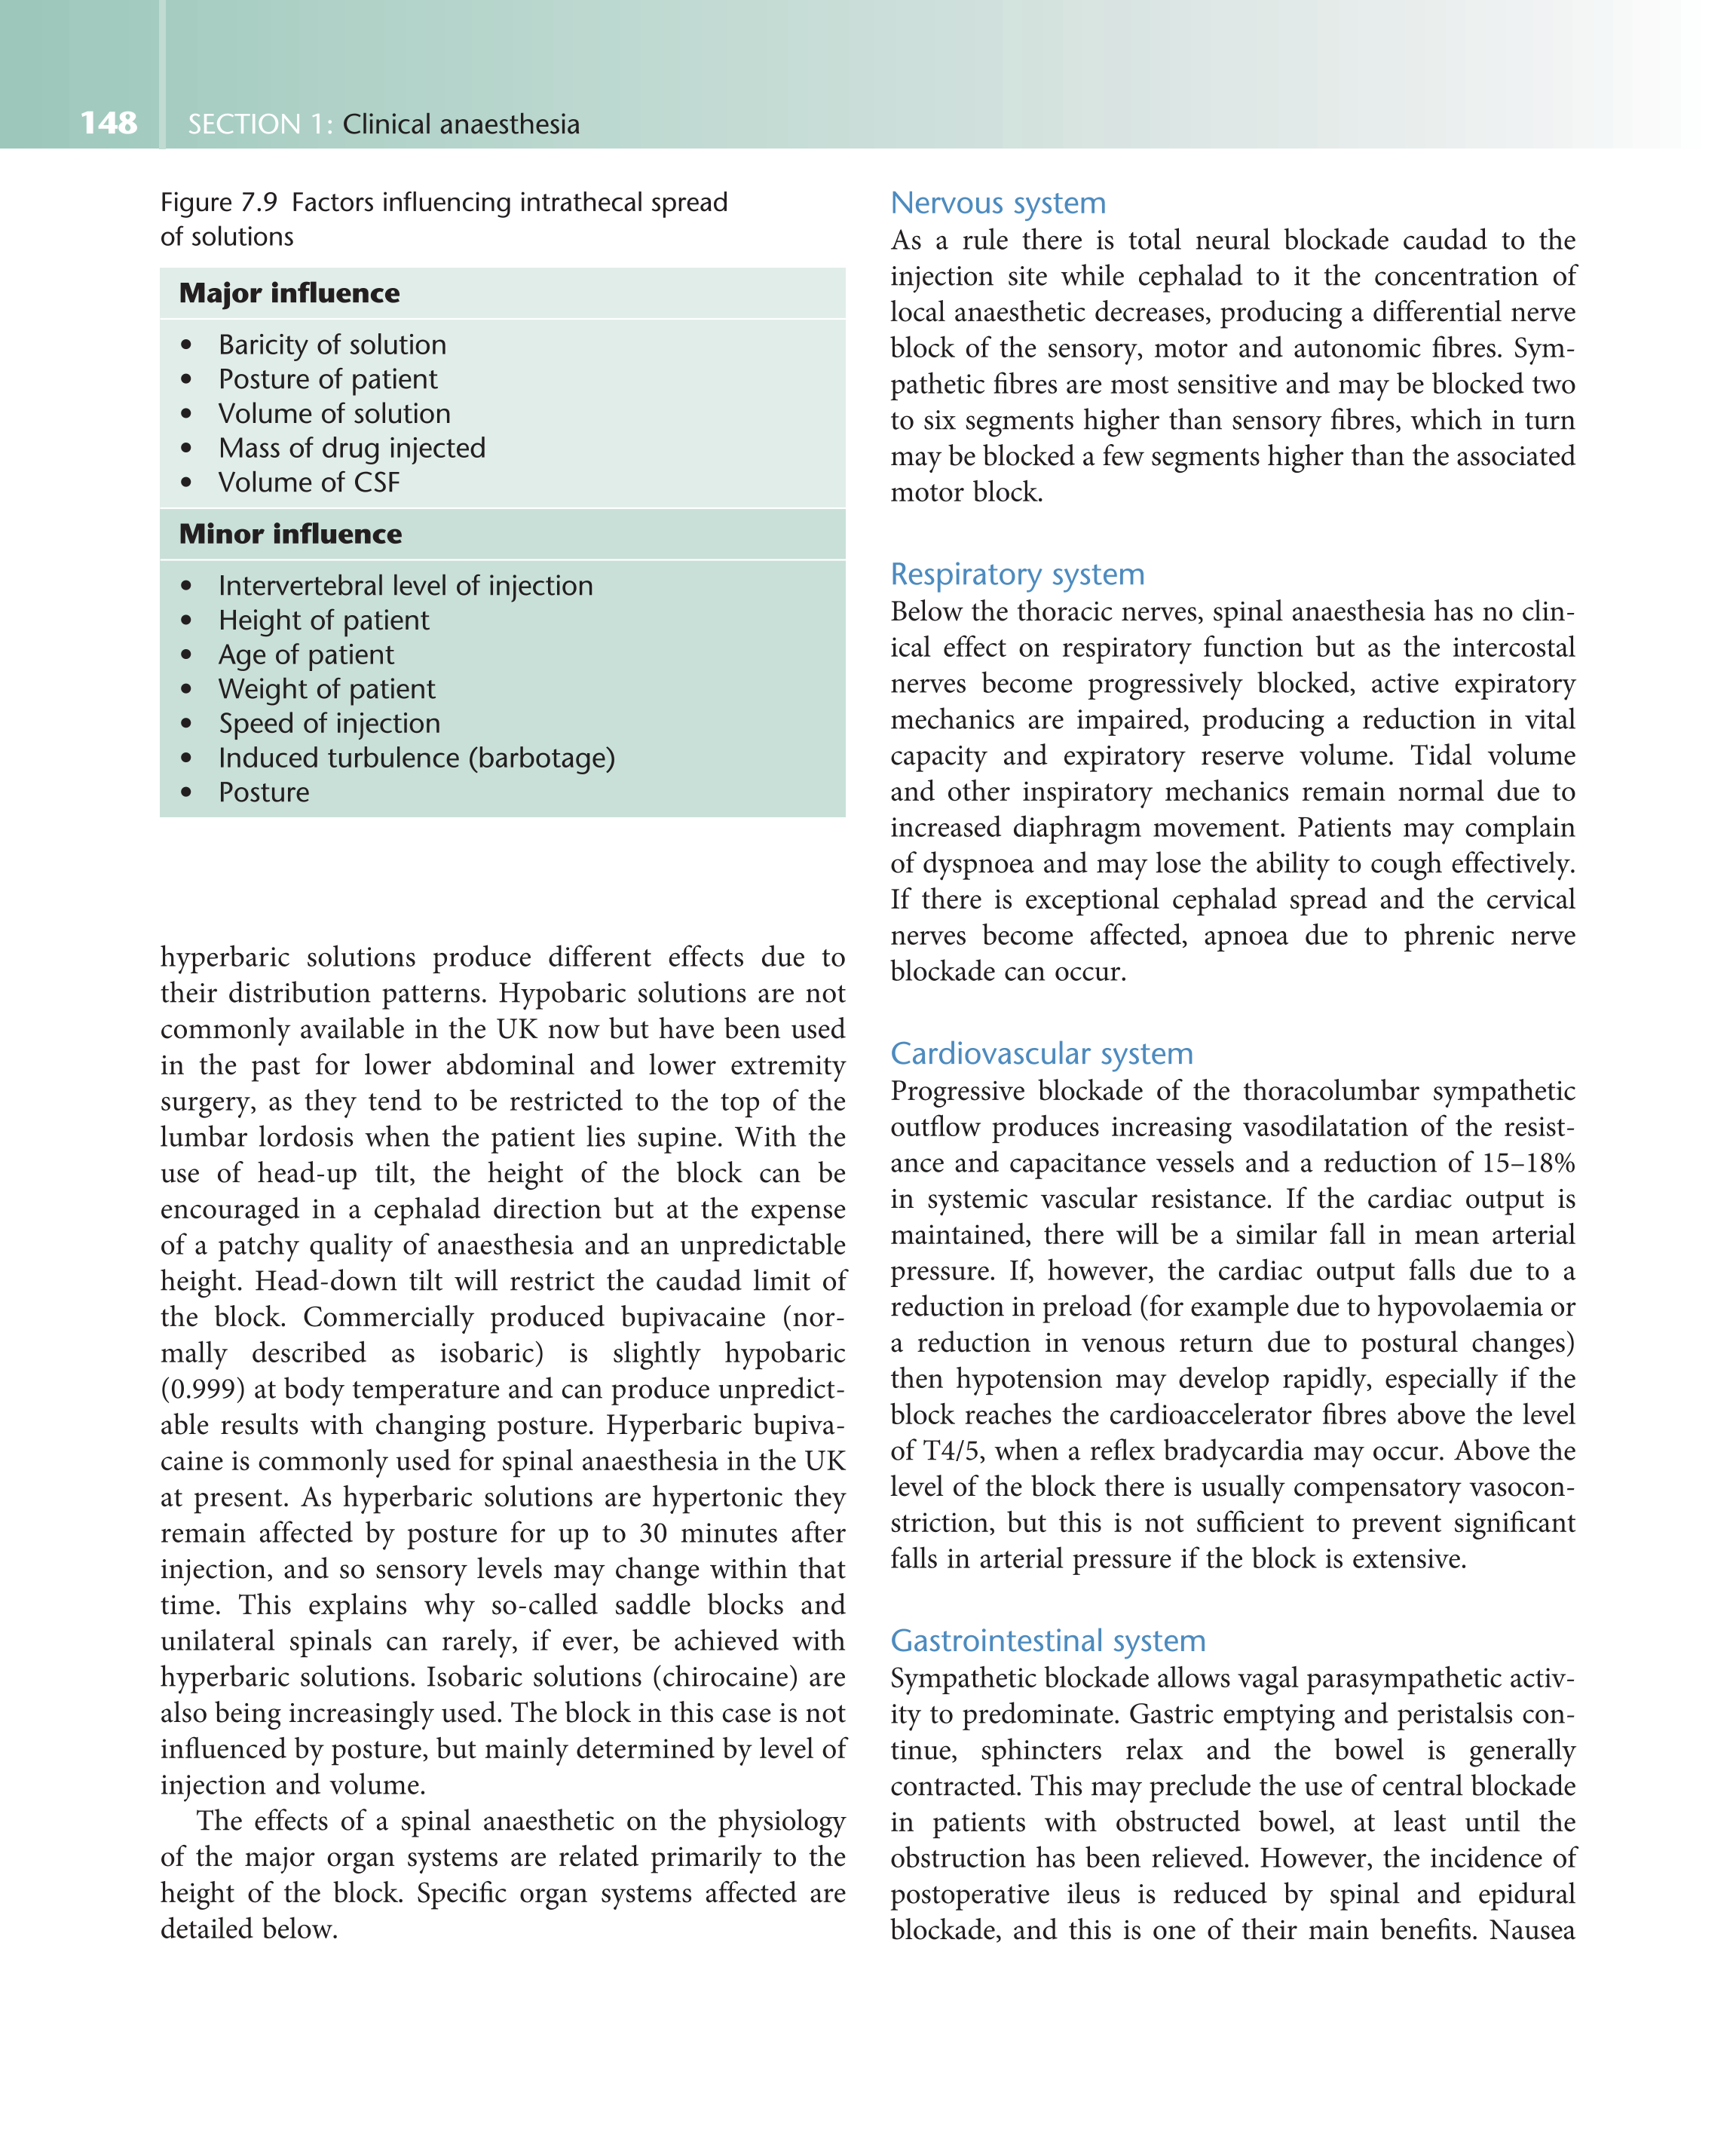 148 SECTION 1: Clinical anaesthesia
Figure 7.9 Factors influencing intrathecal spread
of solutions
Major influence
• Baricity of solution
• Posture of patient
• Volume of solution
• Mass of drug injected
• Volume of CSF
Minor influence
• Intervertebral level of injection
• Height of patient
• Age of patient
• Weight of patient
• Speed of injection
• Induced turbulence (barbotage)
• Posture
hyperbaric solutions produce different effects due to
their distribution patterns. Hypobaric solutions are not
commonly available in the UK now but have been used
in the past for lower abdominal and lower extremity
surgery, as they tend to be restricted to the top of the
lumbar lordosis when the patient lies supine. With the
use of head-up tilt, the height of the block can be
encouraged in a cephalad direction but at the expense
of a patchy quality of anaesthesia and an unpredictable
height. Head-down tilt will restrict the caudad limit of
the block. Commercially produced bupivacaine (nor-
mally described as isobaric) is slightly hypobaric
(0.999) at body temperature and can produce unpredict-
able results with changing posture. Hyperbaric bupiva-
caine is commonly used for spinal anaesthesia in the UK
at present. As hyperbaric solutions are hypertonic they
remain affected by posture for up to 30 minutes after
injection, and so sensory levels may change within that
time. This explains why so-called saddle blocks and
unilateral spinals can rarely, if ever, be achieved with
hyperbaric solutions. Isobaric solutions (chirocaine) are
also being increasingly used. The block in this case is not
influenced by posture, but mainly determined by level of
injection and volume.
The effects of a spinal anaesthetic on the physiology
of the major organ systems are related primarily to the
height of the block. Specific organ systems affected are
detailed below.
Nervous system
As a rule there is total neural blockade caudad to the
injection site while cephalad to it the concentration of
local anaesthetic decreases, producing a differential nerve
block of the sensory, motor and autonomic fibres. Sym-
pathetic fibres are most sensitive and may be blocked two
to six segments higher than sensory fibres, which in turn
may be blocked a few segments higher than the associated
motor block.
Respiratory system
Below the thoracic nerves, spinal anaesthesia has no clin-
ical effect on respiratory function but as the intercostal
nerves become progressively blocked, active expiratory
mechanics are impaired, producing a reduction in vital
capacity and expiratory reserve volume. Tidal volume
and other inspiratory mechanics remain normal due to
increased diaphragm movement. Patients may complain
of dyspnoea and may lose the ability to cough effectively.
If there is exceptional cephalad spread and the cervical
nerves become affected, apnoea due to phrenic nerve
blockade can occur.
Cardiovascular system
Progressive blockade of the thoracolumbar sympathetic
outflow produces increasing vasodilatation of the resist-
ance and capacitance vessels and a reduction of 15–18%
in systemic vascular resistance. If the cardiac output is
maintained, there will be a similar fall in mean arterial
pressure. If, however, the cardiac output falls due to a
reduction in preload (for example due to hypovolaemia or
a reduction in venous return due to postural changes)
then hypotension may develop rapidly, especially if the
block reaches the cardioaccelerator fibres above the level
of T4/5, when a reflex bradycardia may occur. Above the
level of the block there is usually compensatory vasocon-
striction, but this is not sufficient to prevent significant
falls in arterial pressure if the block is extensive.
Gastrointestinal system
Sympathetic blockade allows vagal parasympathetic activ-
ity to predominate. Gastric emptying and peristalsis con-
tinue, sphincters relax and the bowel is generally
contracted. This may preclude the use of central blockade
in patients with obstructed bowel, at least until the
obstruction has been relieved. However, the incidence of
postoperative ileus is reduced by spinal and epidural
blockade, and this is one of their main benefits. Nausea